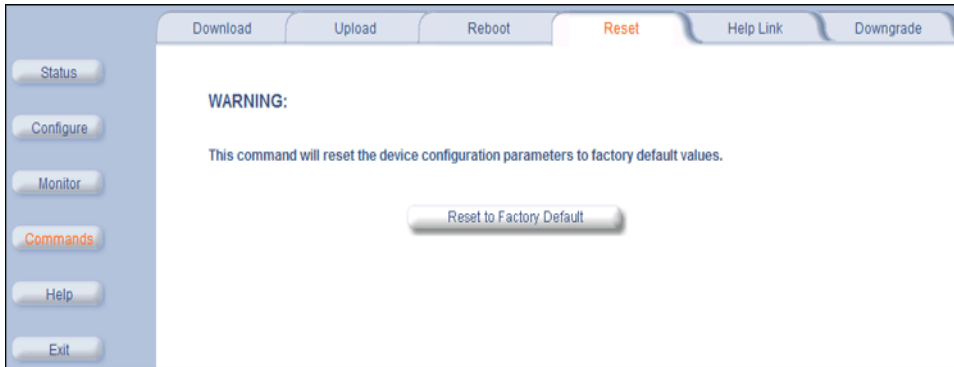 Download
Upload
Reboot
Reset
Help Link
Downgrade
Status
Configure
Monitor
Commands
Help
Exit
WARNING:
This command will reset the device configuration parameters to factory default values.
Reset to Factory Default